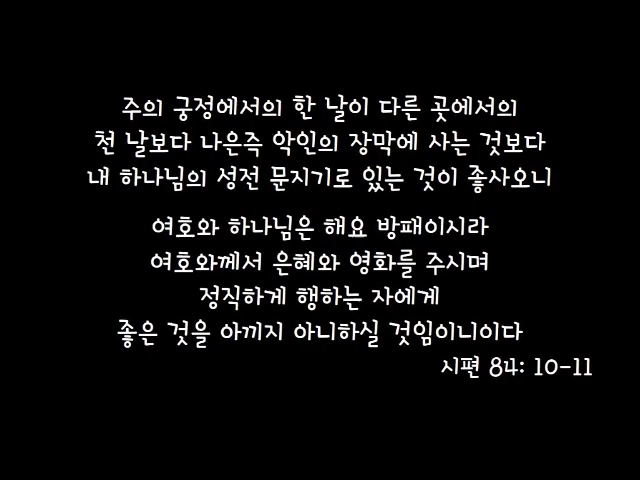 주의 궁정에서의 한 날이 다른 곳에서의
천 날보다 나은즉 악인의 장막에 사는 것보다
내 하나님의 성전 문지기로 있는 것이 좋사오니
여호와 하나님은 해요 방패이시라
여호와께서 은혜와 영화를 주시며
정직하게 행하는 자에게
좋은 것을 아끼지 아니하실 것임이니이다
시편 84: 10-11